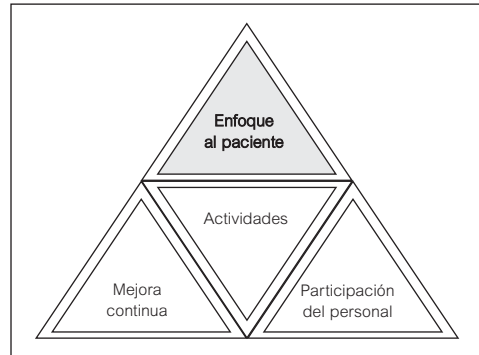 Enfoque
al paciente
Actividades
Mejora
continua
Participación
del personal